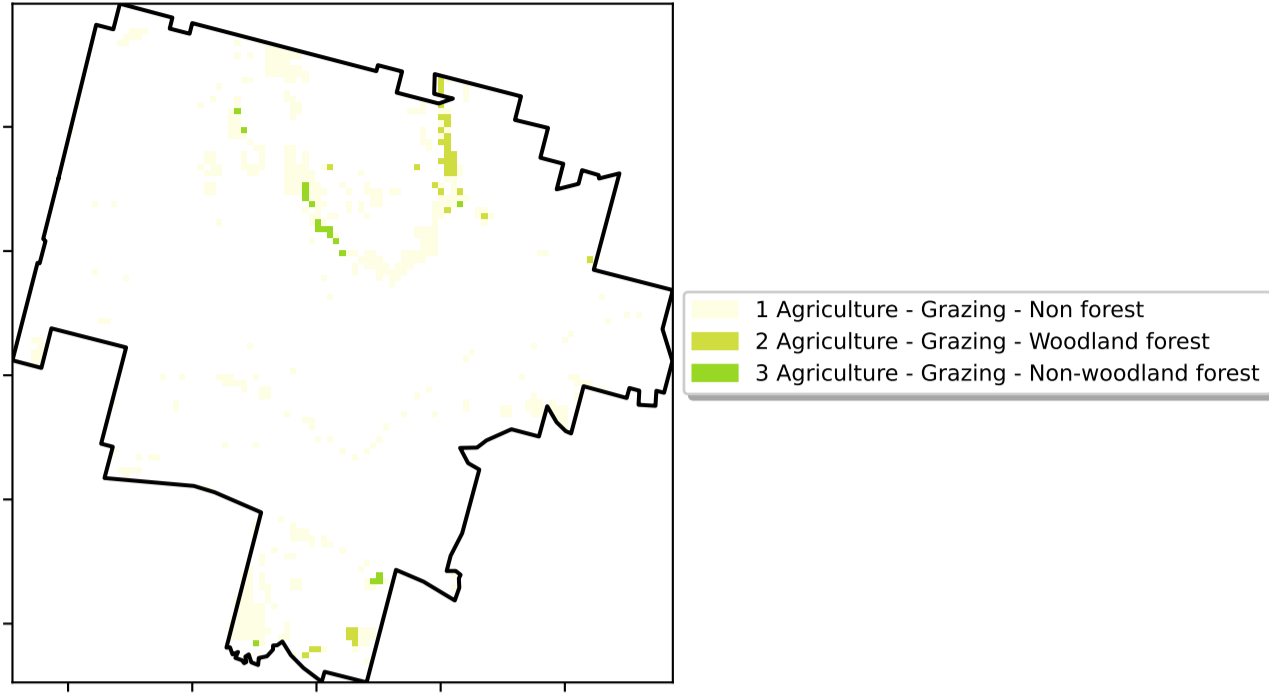 1 Agriculture - Grazing - Non forest
2 Agriculture - Grazing - Woodland forest
3 Agriculture - Grazing - Non-woodland forest